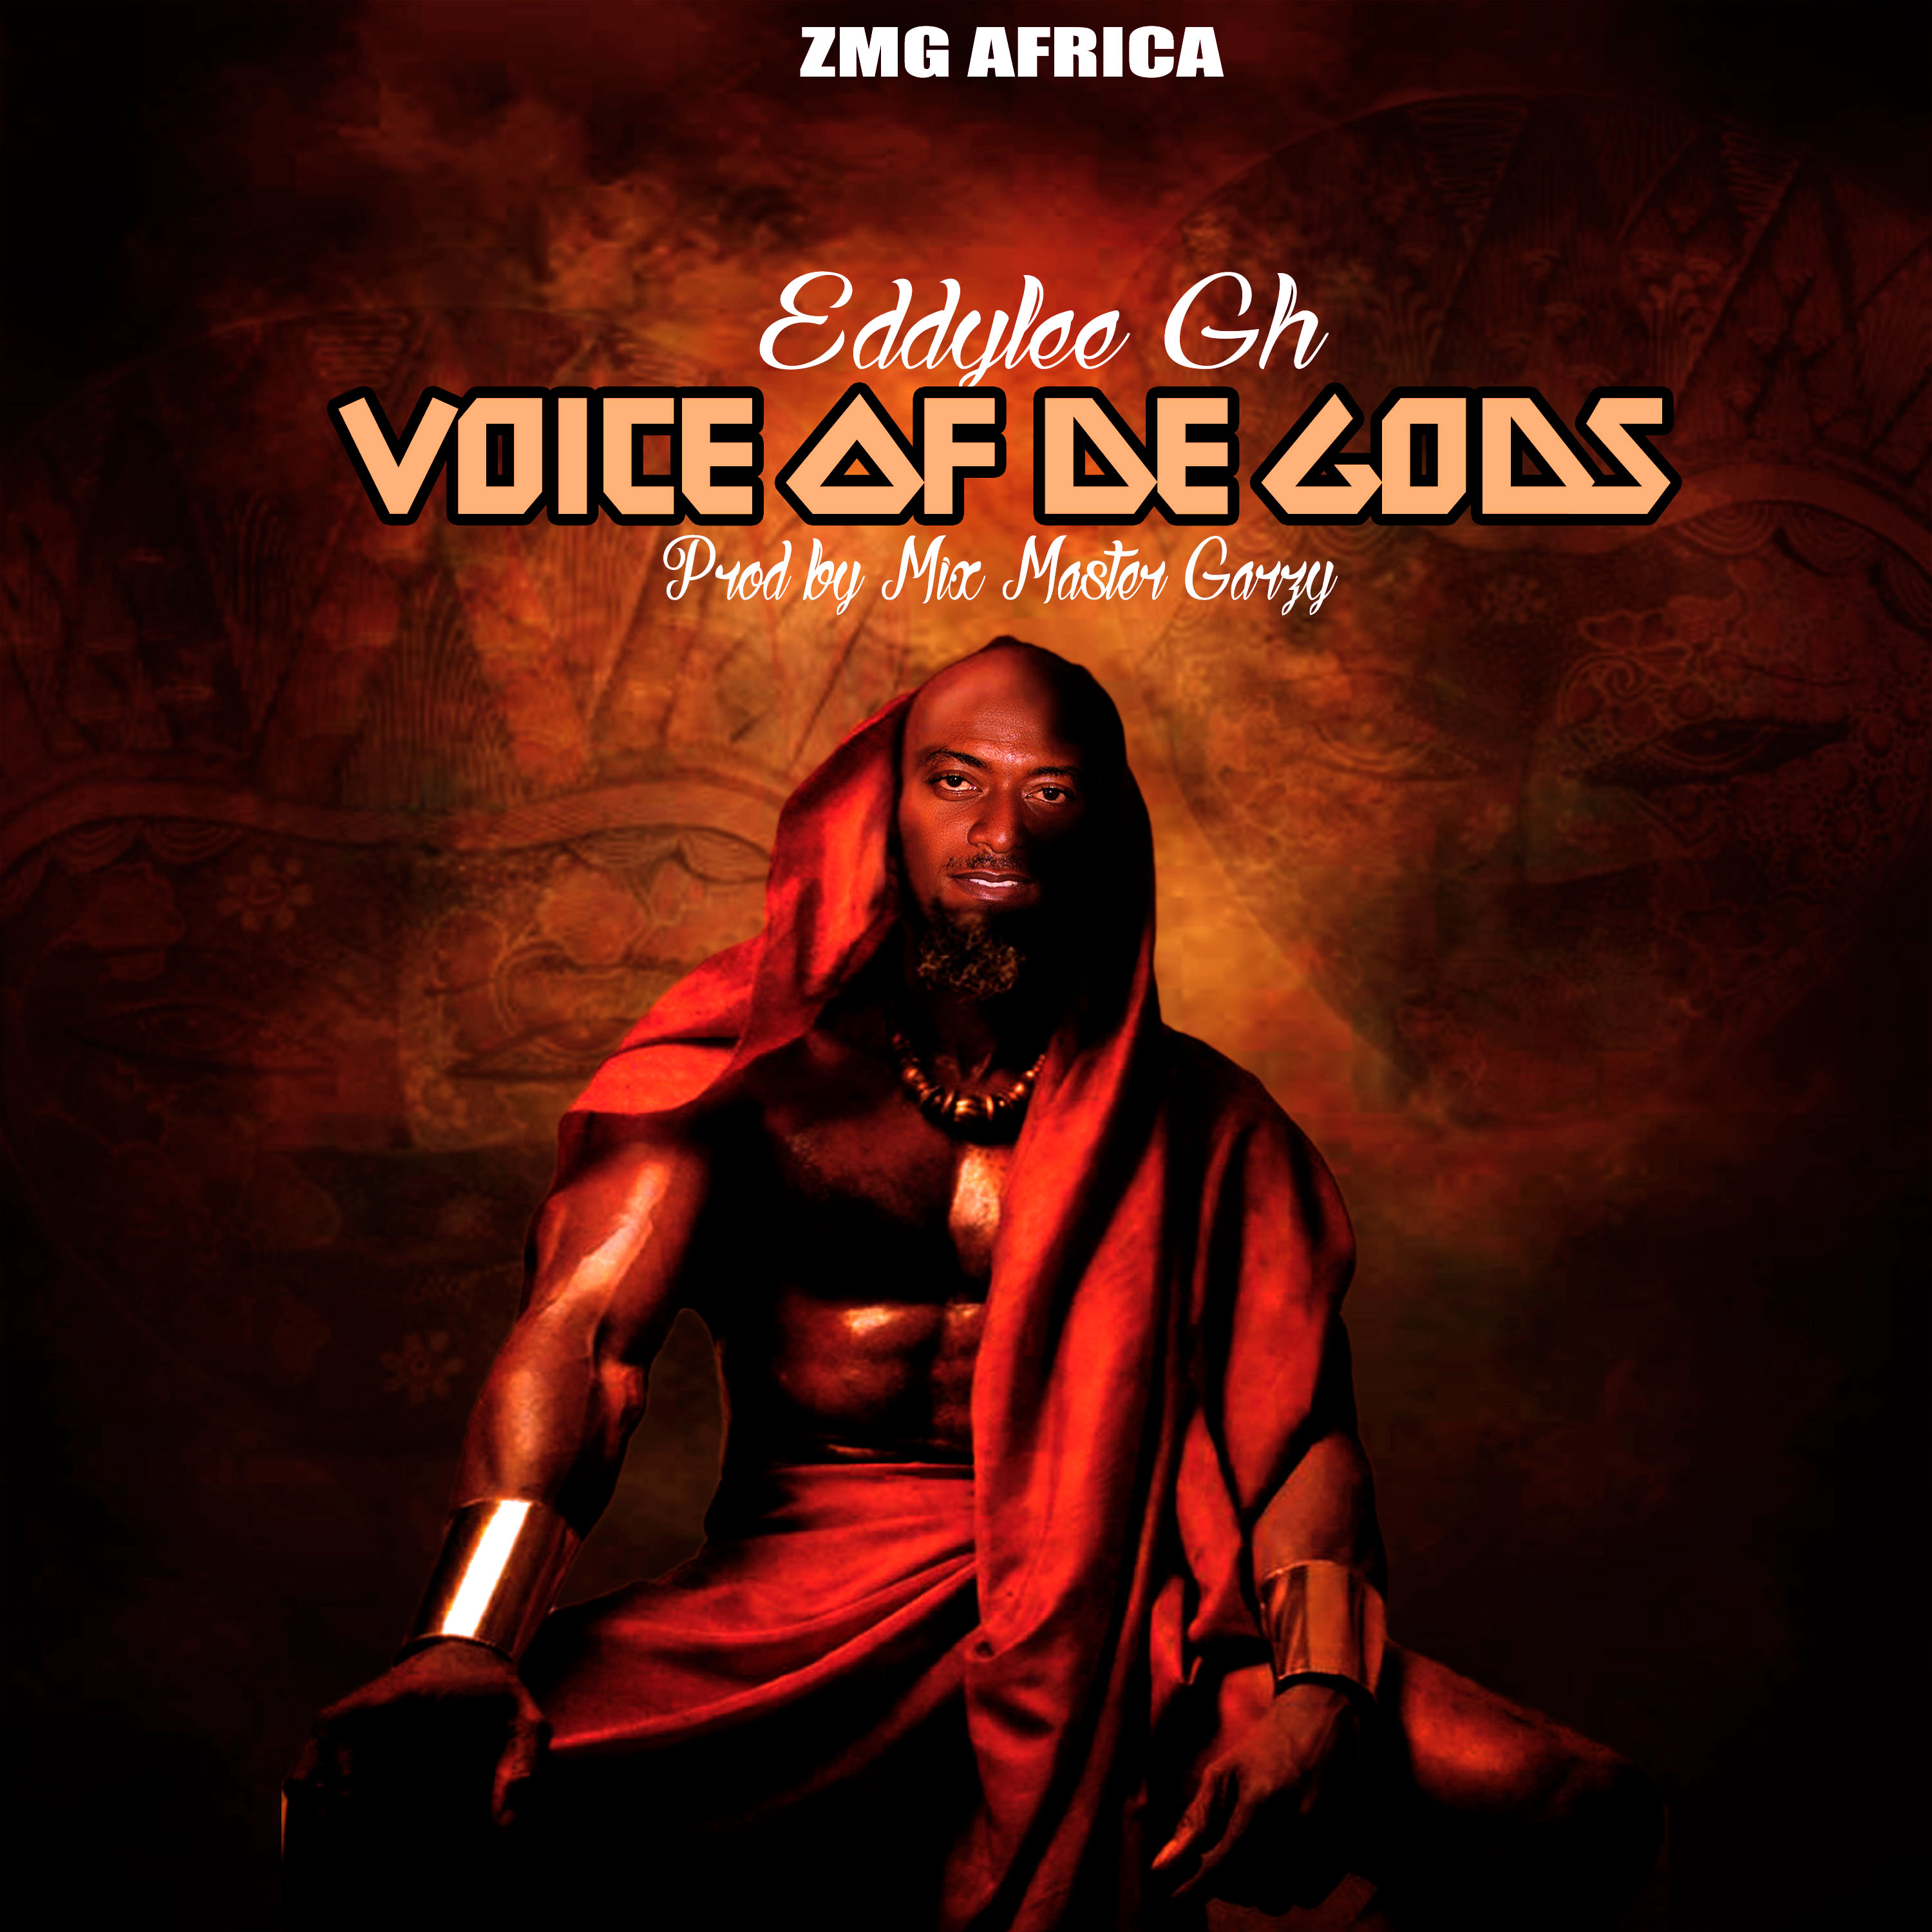 ZMG AFRICA
Eddylee Gh
VOICE OF DE GODS
Prod by Mix Master Garzy